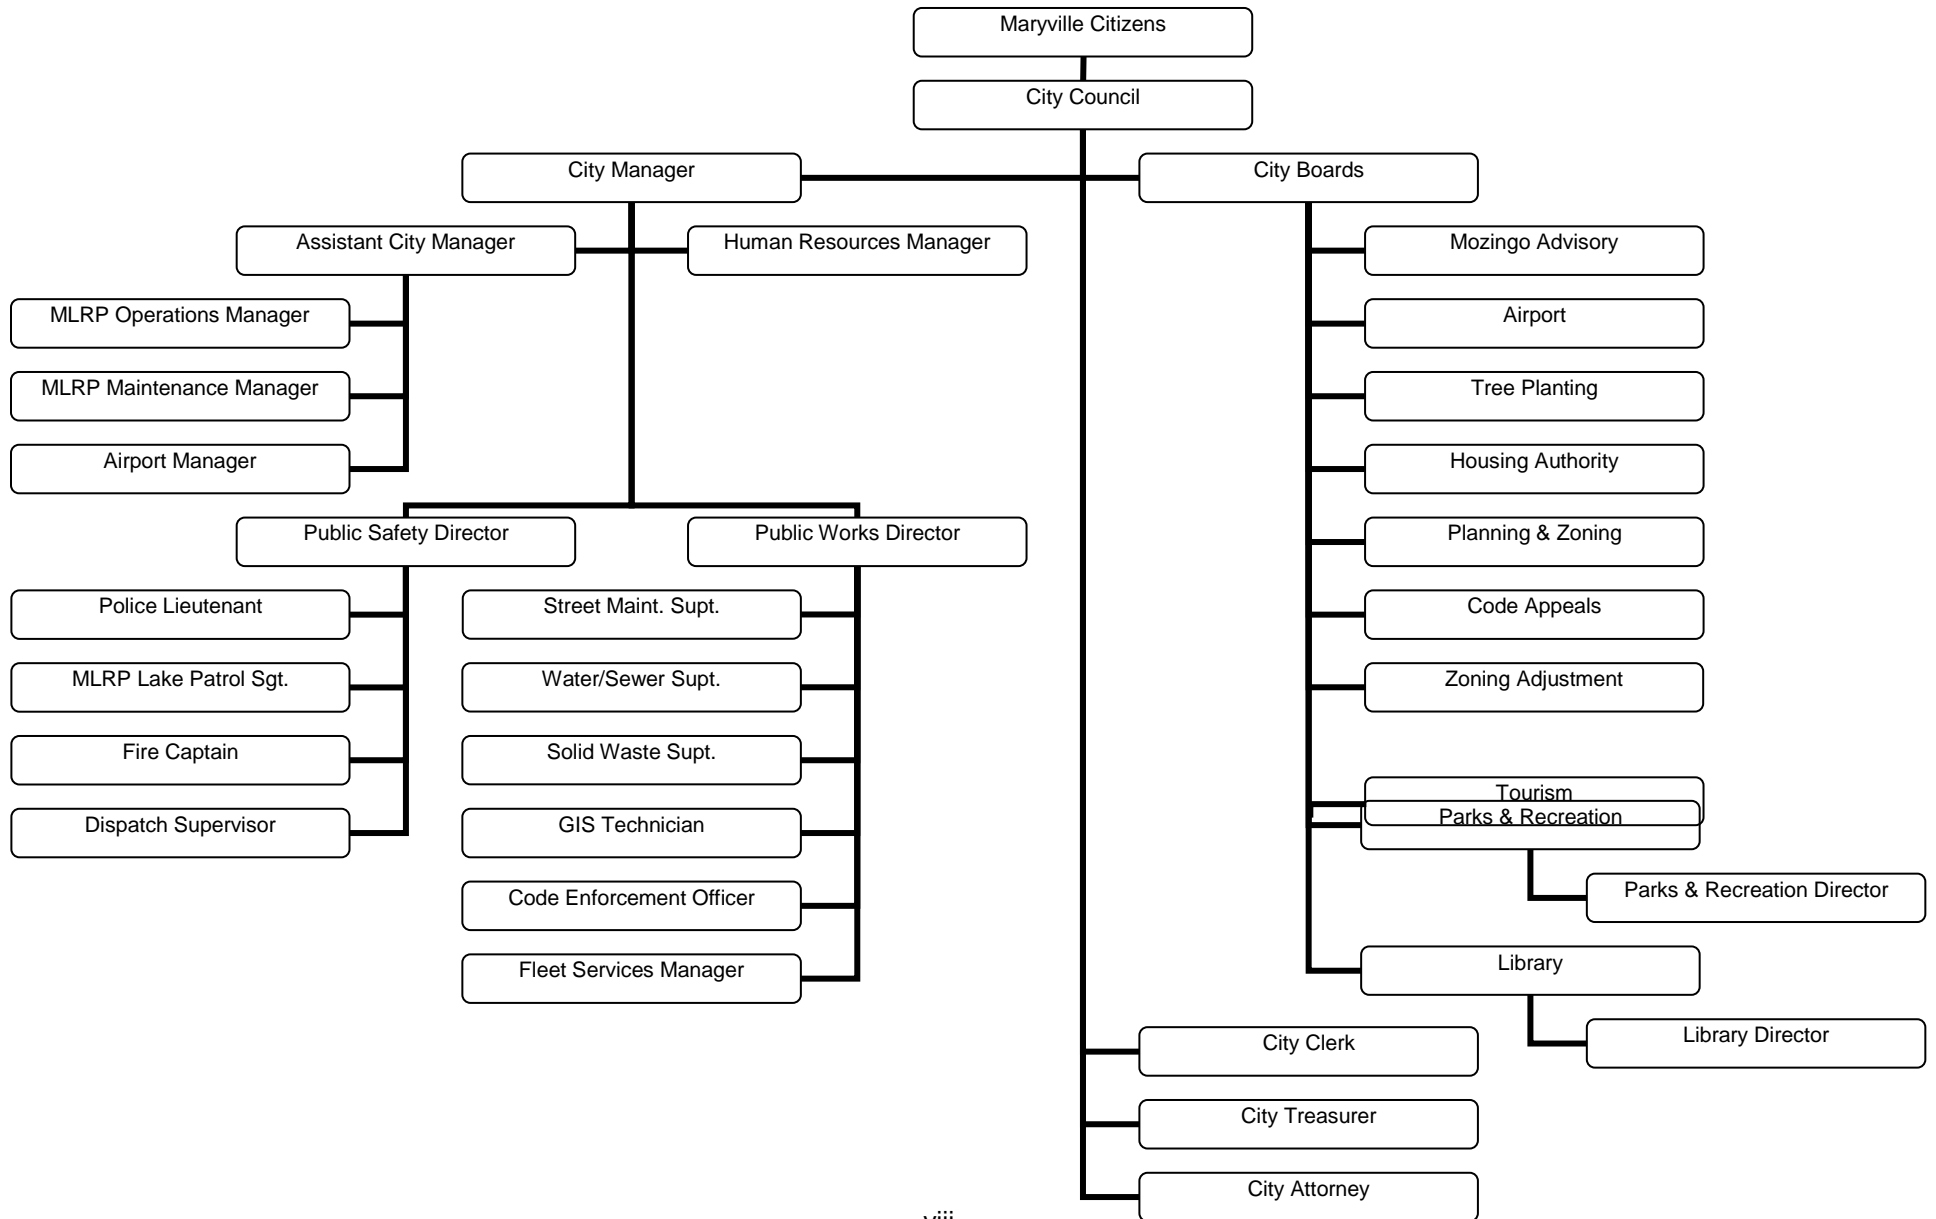 Maryville Citizens
City Council
City Manager
City Boards
Assistant City Manager
Human Resources Manager
Mozingo Advisory
MLRP Operations Manager
Airport
MLRP Maintenance Manager
Tree Planting
Airport Manager
Housing Authority
Public Safety Director
Public Works Director
Planning & Zoning
Police Lieutenant
Street Maint. Supt.
Code Appeals
MLRP Lake Patrol Sgt.
Water/Sewer Supt.
Zoning Adjustment
Fire Captain
Solid Waste Supt.
Tourism
Parks & Recreation
Dispatch Supervisor
GIS Technician
Parks & Recreation Director
Code Enforcement Officer
Fleet Services Manager
Library
Library Director
City Clerk
City Treasurer
City Attorney
viii